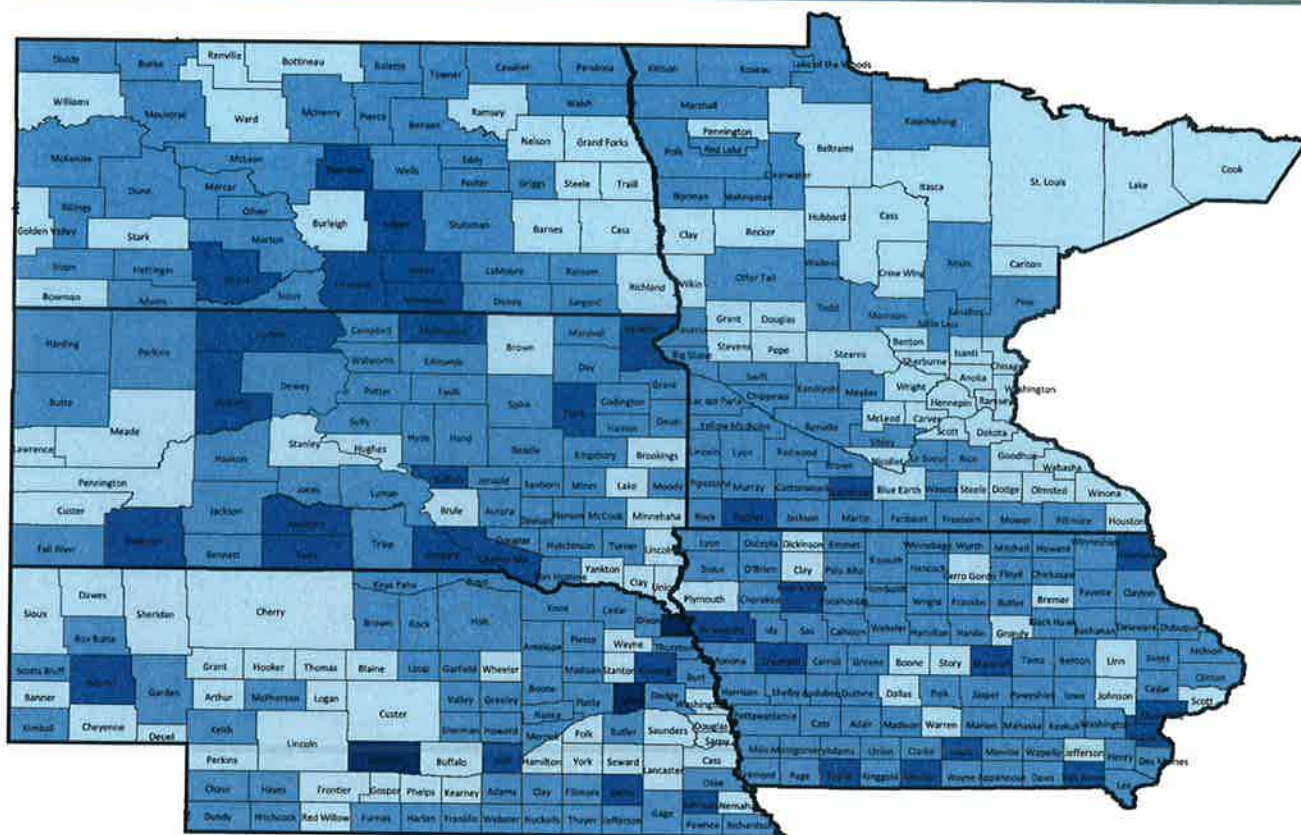 Divide Burke Renville Bottineau Rolette Towner Cavalier Pembina Kittson Roseau Lake of the Woods
Williams Mountrail Ward McHenry Pierce Benson Ramsey Walsh Marshall Koochiching
Nelson Grand Forks Pennington Beltrami
McKenzie McLean Wells Eddy Polk Red Lake Itasca St. Louis Lake Cook
Dunn Mercer Foster Griggs Steele Traill Clearwater
Billings Oliver Burleigh Stutsman Norman Mahnomen Hubbard Cass
Golden Valley Stark Morton Barnes Cass Clay Becker
Slope Hettinger LaMoure Ransom Wilkin Otter Tail Wadena Crow Wing Aitkin Carlton
Bowman Adams Sioux Dickey Sargent Richland Todd Morrison Pine
Harding Perkins Campbell Brown Marshall Grant Douglas Mille Lacs
Walworth Edmunds Day Big Stone Stevens Pope Stearns Benton Sherburne Isanti Chisago
Butte Dewey Potter Faulk Grant Swift Kandiyohi Meeker Wright Anoka Washington
Meade Sully Spink Codington Lac qui Parle Chippewa Hennepin Ramsey
Hyde Hand Clark Hamlin Deuel Yellow Medicine Renville McLeod Carver Scott Dakota
Lawrence Stanley Hughes Beadle Kingsbury Brookings Lincoln Lyon Redwood Sibley Nicollet Le Sueur Rice Goodhue Wabasha
Pennington Haakon Jones Lyman Buffalo Jerauld Sanborn Miner Lake Moody Pipestone Murray Cottonwood Brown Blue Earth Waseca Steele Dodge Olmsted Winona
Custer Jackson Brule Aurora Hanson McCook Minnehaha Rock Jackson Martin Faribault Freeborn Mower Fillmore Houston
Fall River Bennett Todd Tripp Douglas Hutchinson Turner Lincoln Lyon Osceola Dickinson Emmet Winnebago Worth Mitchell Howard Winneshiek
Charles Mix Bon Homme Yankton Clay Union Sioux O'Brien Clay Palo Alto Kossuth Hancock Cerro Gordo Floyd Chickasaw
Sioux Dawes Sheridan Cherry Keya Paha Boyd Knox Cedar Dixon Plymouth Cherokee Pocahontas Humboldt Wright Franklin Butler Bremer Fayette Clayton
Box Butte Brown Rock Holt Antelope Pierce Wayne Thurston Ida Sac Calhoun Webster Hamilton Hardin Grundy Black Hawk Buchanan Delaware Dubuque
Scotts Bluff Grant Hooker Thomas Blaine Loup Garfield Wheeler Madison Stanton Burt Monona Carroll Greene Boone Story Tama Benton Linn Jones Jackson
Banner Garden Arthur McPherson Logan Custer Valley Greeley Boone Platte Dodge Washington Harrison Shelby Audubon Guthrie Dallas Polk Jasper Poweshiek Iowa Johnson Cedar Clinton Scott
Kimball Cheyenne Deuel Keith Lincoln Sherman Howard Nance Merrick Polk Butler Saunders Douglas Sarpy Pottawattamie Cass Adair Madison Warren Marion Mahaska Keokuk Washington
Perkins Buffalo Hamilton York Seward Lancaster Cass Mills Montgomery Adams Union Clarke Monroe Wapello Jefferson Henry Des Moines
Chase Hayes Frontier Gosper Phelps Kearney Adams Clay Fillmore Otoe Nemaha Page Ringgold Wayne Appanoose Davis Lee
Dundy Hitchcock Red Willow Furnas Harlan Franklin Webster Nuckolls Thayer Jefferson Gage Pawnee Richardson